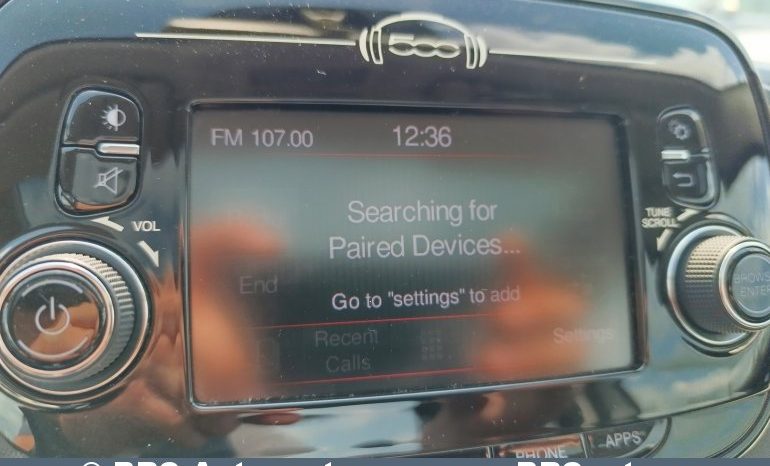 500
FM 107.00
12:36
VOL
TUNE
SCROLL
Searching for
Paired Devices...
BROWSE
ENTER
End
Go to "settings" to add
Recent
Calls
Settings
PHONE
APPS